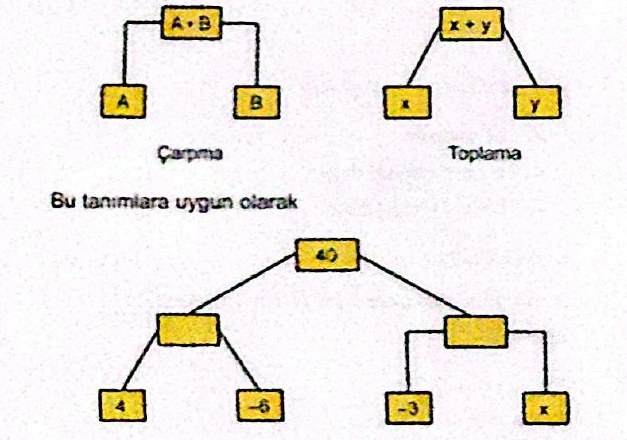 A · B
x + y
A
B
x
y
Çarpma
Toplama
Bu tanımlara uygun olarak
40
4
–6
–3
x